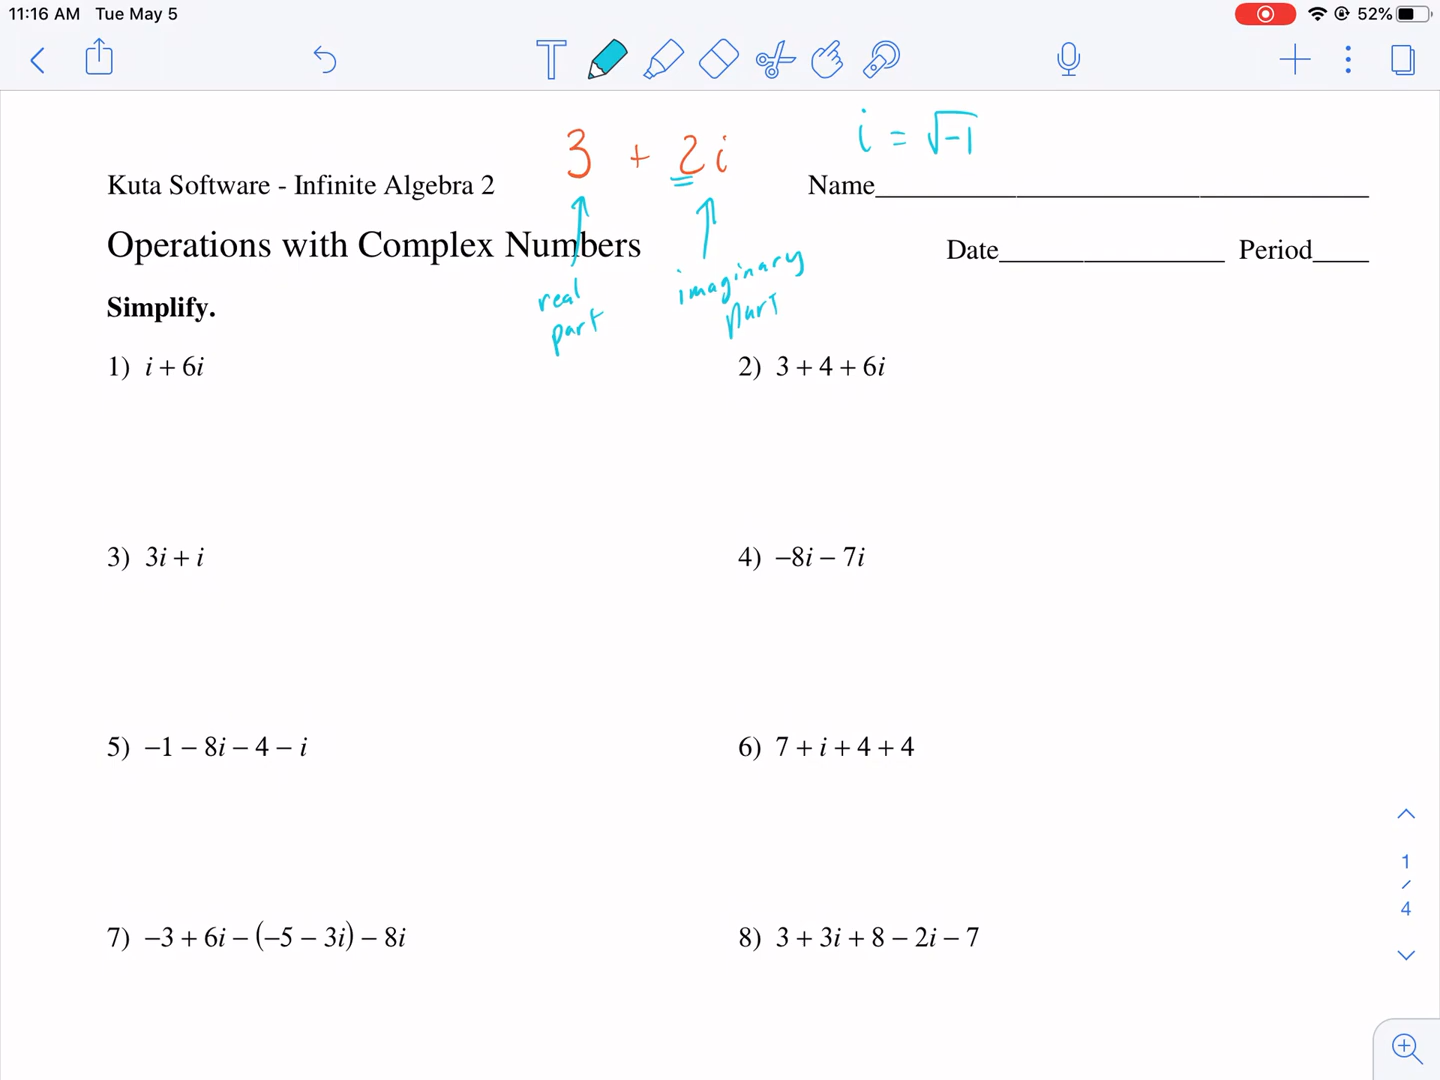 11:16 AM Tue May 5
52%
3 + 2i
i = √-1
Kuta Software - Infinite Algebra 2
Name
Operations with Complex Numbers
Date Period
real part
imaginary part
Simplify.
1) i + 6i
2) 3 + 4 + 6i
3) 3i + i
4) −8i − 7i
5) −1 − 8i − 4 − i
6) 7 + i + 4 + 4
7) −3 + 6i − (−5 − 3i) − 8i
8) 3 + 3i + 8 − 2i − 7
1
/
4